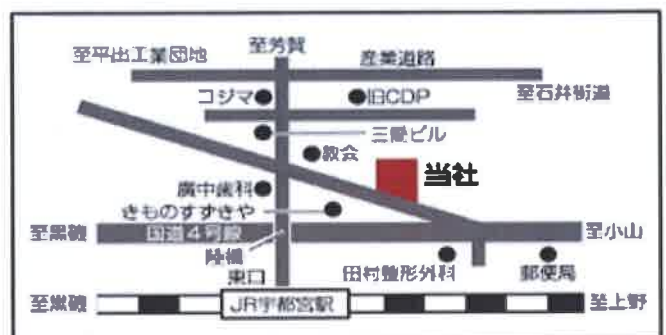 至芳賀
至平出工業団地
産業道路
コジマ
旧CDP
至石井街道
三慶ビル
教会
当社
廣中歯科
きものすずきや
至黒磯
国道4号線
至小山
陸橋
田村整形外科
郵便局
東口
至黒磯
JR宇都宮駅
至上野